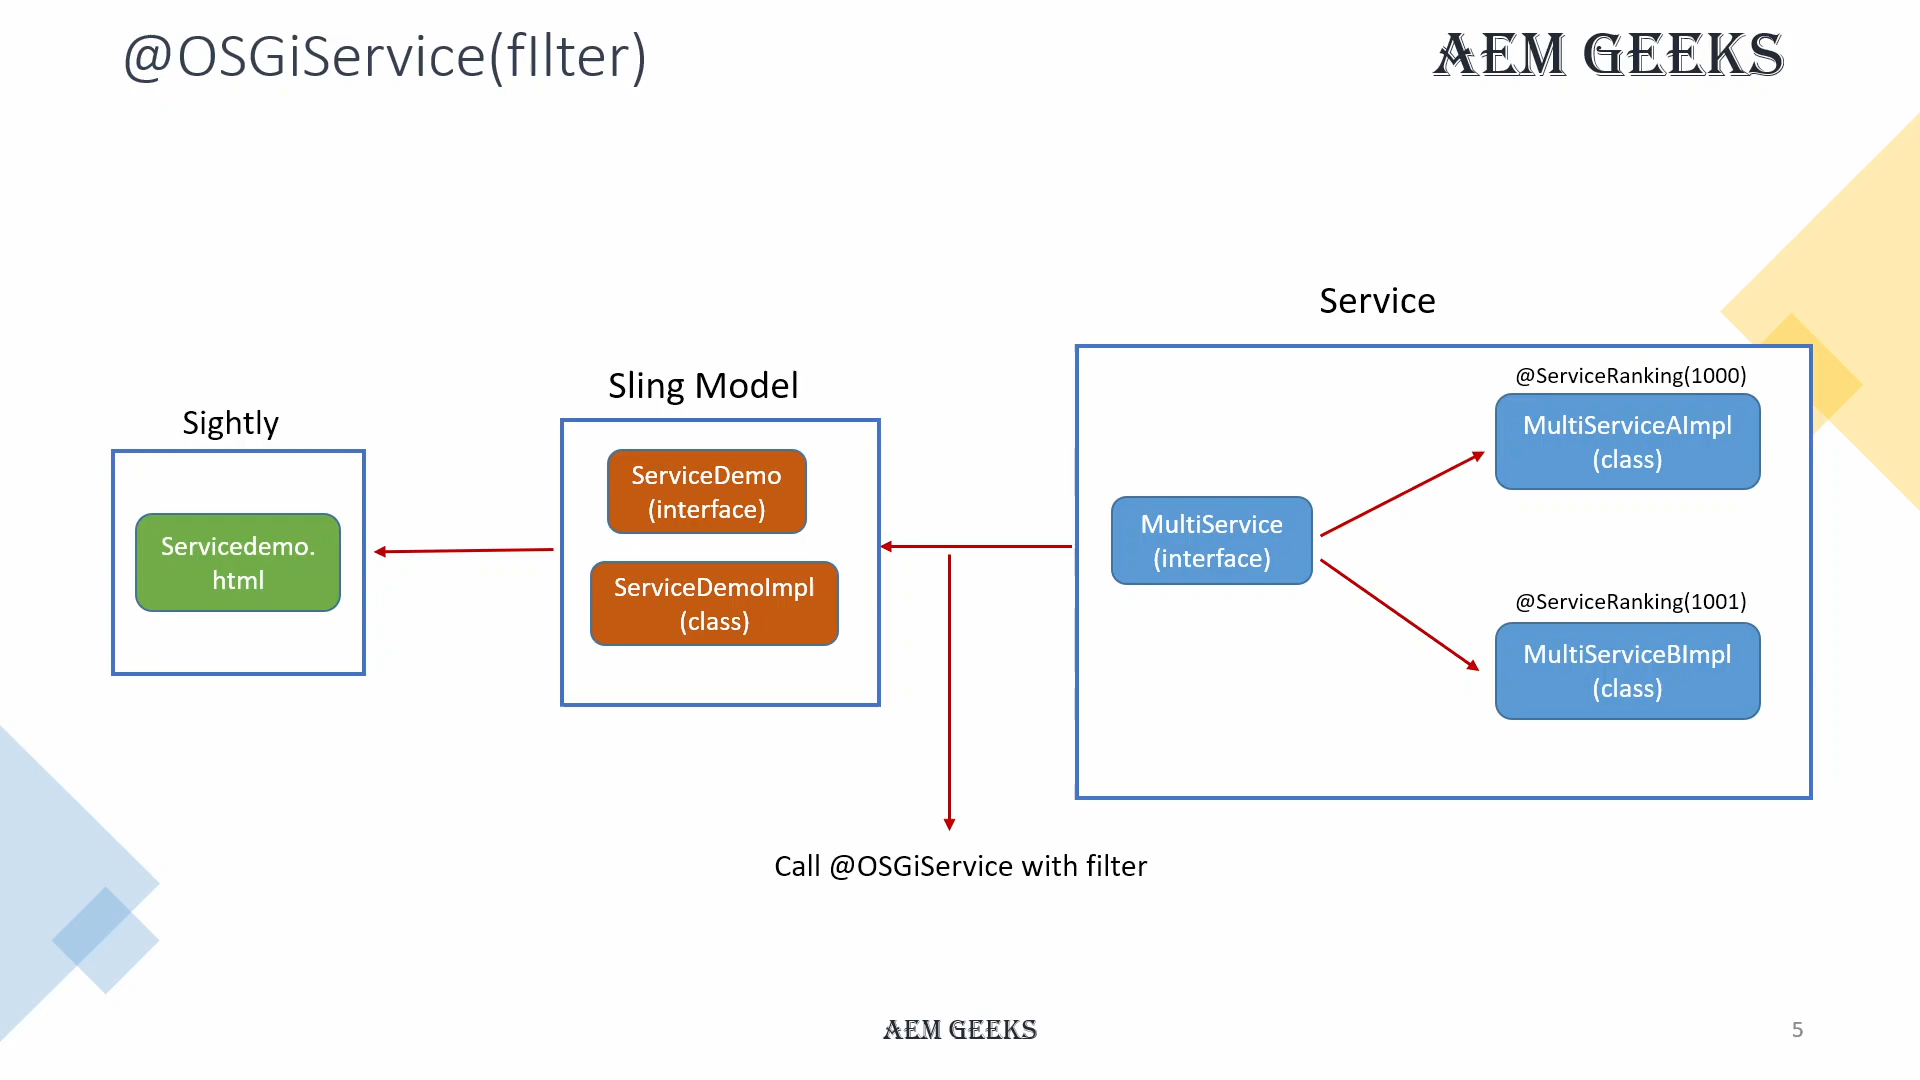 @OSGiService(fIlter)
AEM GEEKS
Service
@ServiceRanking(1000)
MultiServiceAImpl
(class)
Sling Model
Sightly
ServiceDemo
(interface)
Servicedemo.
html
ServiceDemoImpl
(class)
MultiService
(interface)
@ServiceRanking(1001)
MultiServiceBImpl
(class)
Call @OSGiService with filter
AEM GEEKS
5